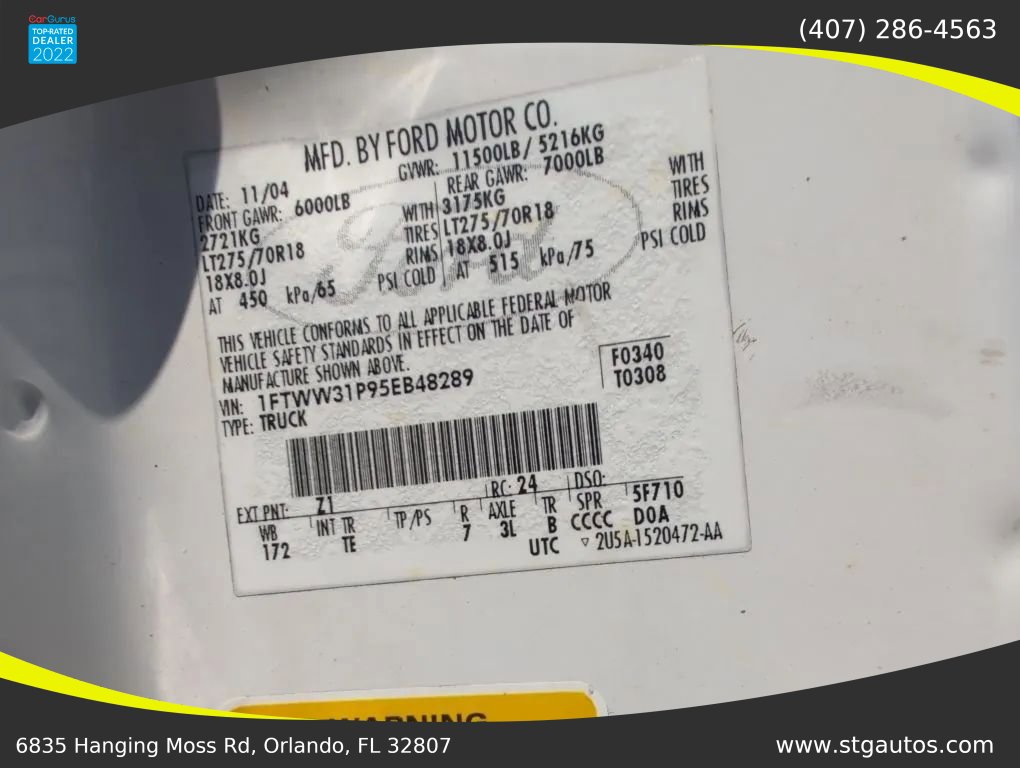 CarGurus
TOP-RATED
DEALER
2022
(407) 286-4563
MFD. BY FORD MOTOR CO.
DATE: 11/04 GVWR: 11500LB / 5216KG
FRONT GAWR: 6000LB REAR GAWR: 7000LB
2721KG WITH 3175KG WITH
LT275/70R18 TIRES LT275/70R18 TIRES
18X8.0J RIMS 18X8.0J RIMS
AT 450 kPa/65 PSI COLD AT 515 kPa/75 PSI COLD
THIS VEHICLE CONFORMS TO ALL APPLICABLE FEDERAL MOTOR
VEHICLE SAFETY STANDARDS IN EFFECT ON THE DATE OF
MANUFACTURE SHOWN ABOVE.
VIN: 1FTWW31P95EB48289
TYPE: TRUCK
F0340
T0308
EXT PNT: Z1 RC: 24 DSO:
WB INT TR TP/PS R AXLE TR SPR 5F710
172 TE 7 3L B CCCC D0A
UTC ▽ 2U5A-1520472-AA
WARNING
6835 Hanging Moss Rd, Orlando, FL 32807
www.stgautos.com